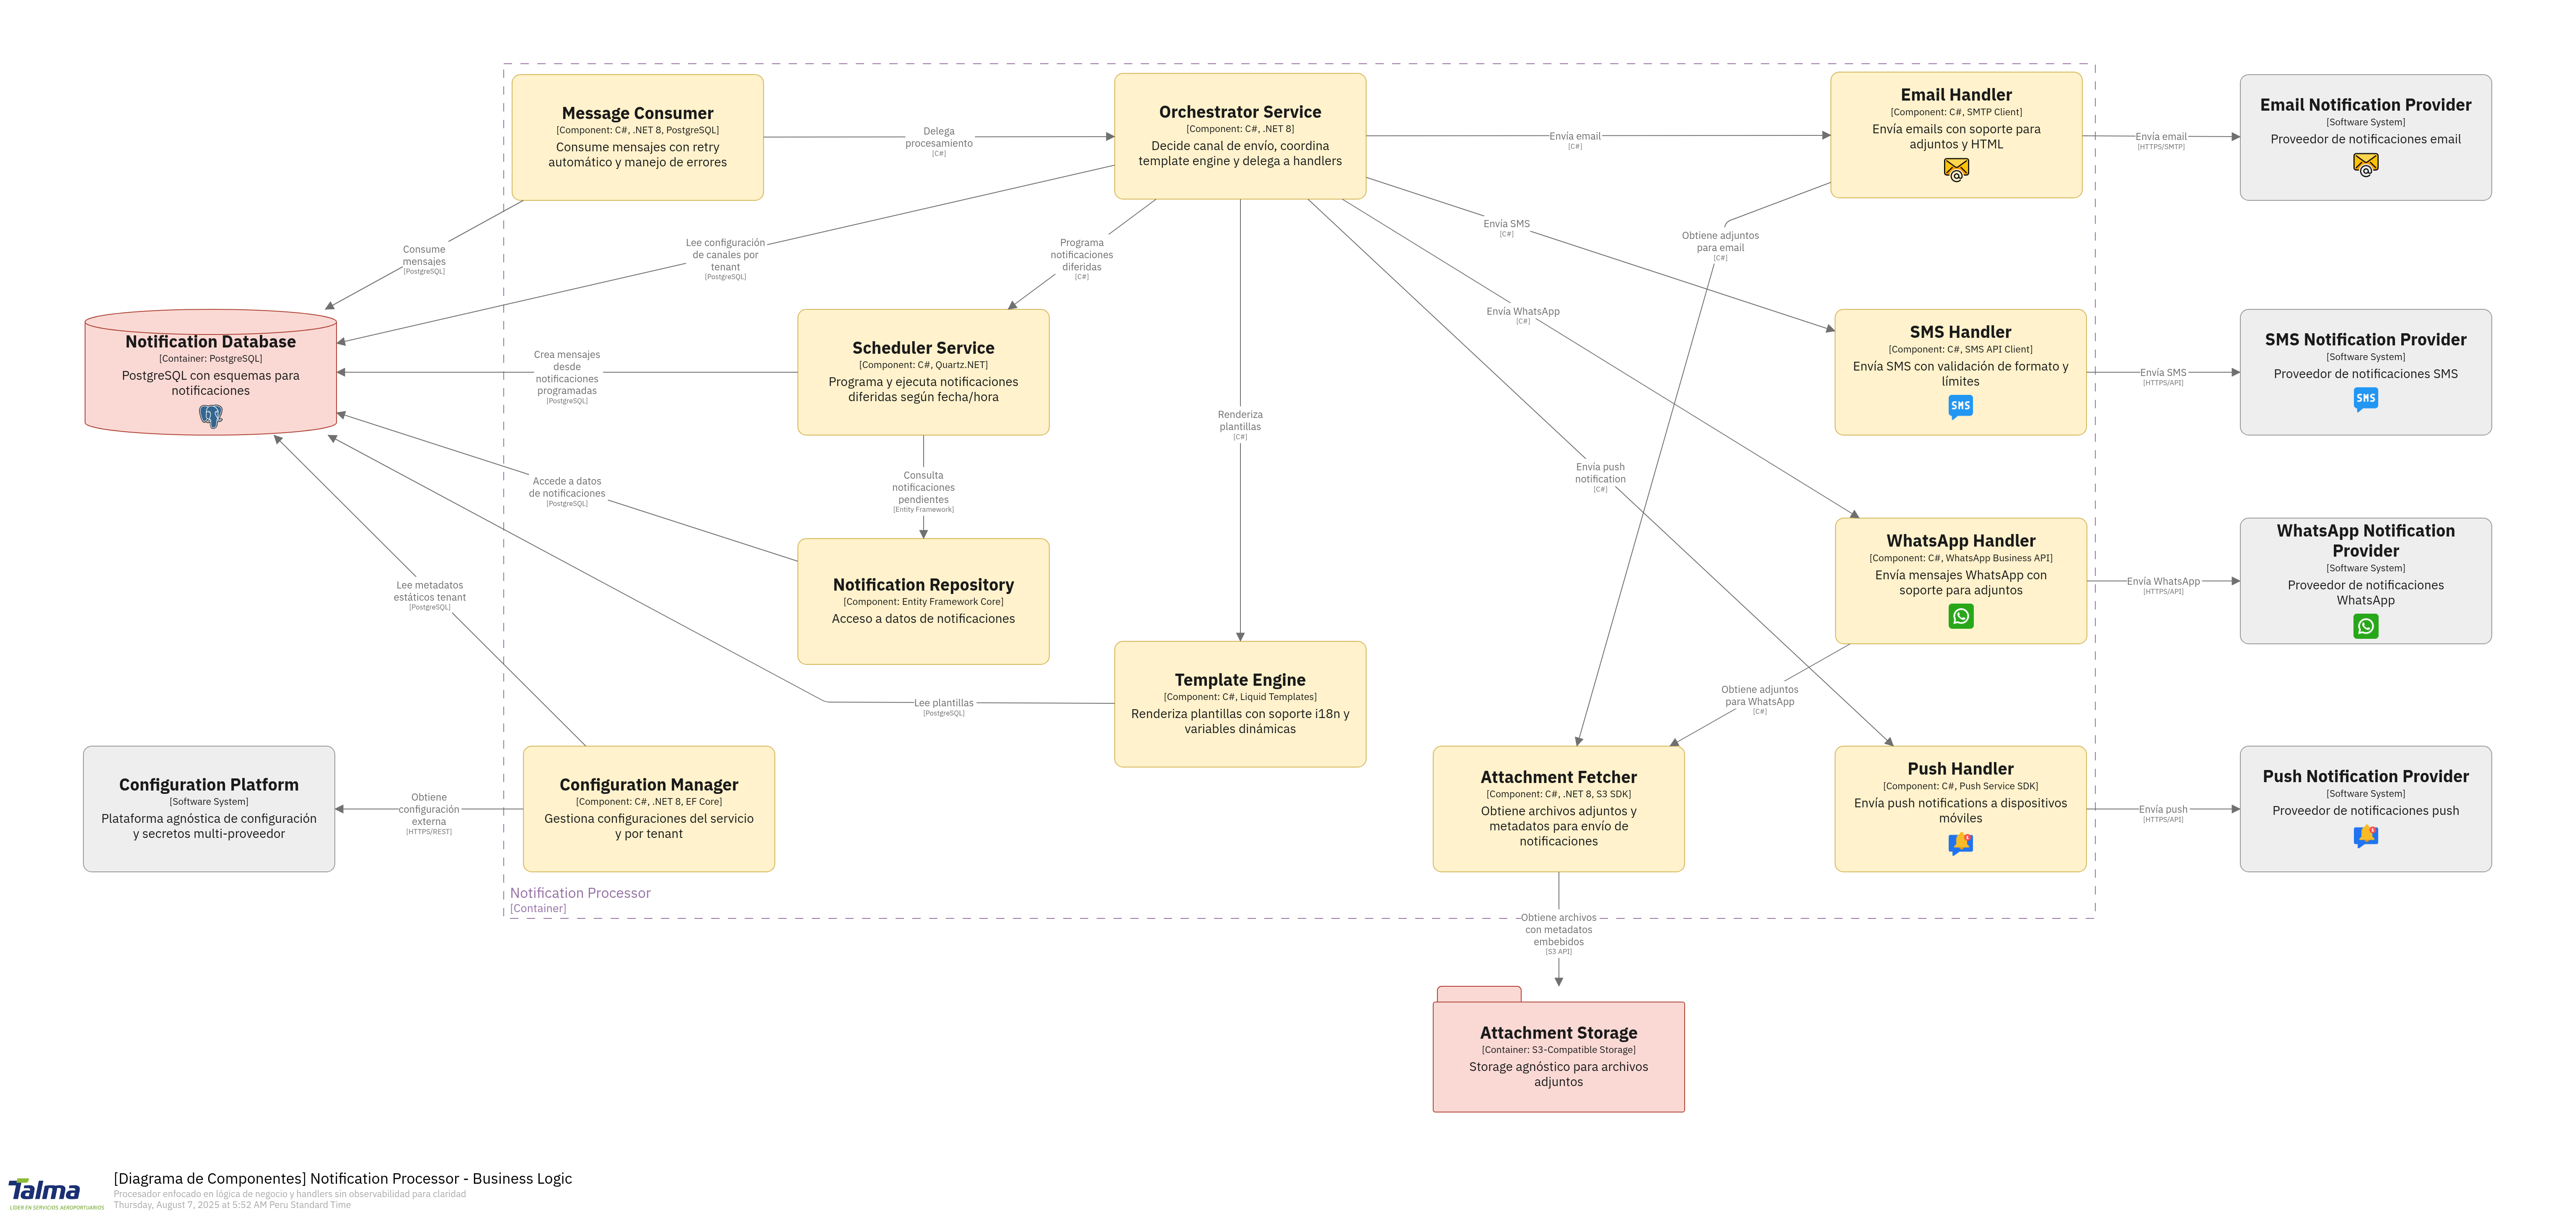 Message Consumer
[Component: C#, .NET 8, PostgreSQL]
Consume mensajes con retry
automático y manejo de errores
Delega
procesamiento
[C#]
Orchestrator Service
[Component: C#, .NET 8]
Decide canal de envío, coordina
template engine y delega a handlers
Envía email
[C#]
Email Handler
[Component: C#, SMTP Client]
Envía emails con soporte para
adjuntos y HTML
Envía email
[HTTPS/SMTP]
Email Notification Provider
[Software System]
Proveedor de notificaciones email
Consume
mensajes
[PostgreSQL]
Lee configuración
de canales por
tenant
[PostgreSQL]
Programa
notificaciones
diferidas
[C#]
Envía SMS
[C#]
Obtiene adjuntos
para email
[C#]
Envía WhatsApp
[C#]
Notification Database
[Container: PostgreSQL]
PostgreSQL con esquemas para
notificaciones
Crea mensajes
desde
notificaciones
programadas
[PostgreSQL]
Scheduler Service
[Component: C#, Quartz.NET]
Programa y ejecuta notificaciones
diferidas según fecha/hora
Renderiza
plantillas
[C#]
SMS Handler
[Component: C#, SMS API Client]
Envía SMS con validación de formato y
límites
SMS
Envía SMS
[HTTPS/API]
SMS Notification Provider
[Software System]
Proveedor de notificaciones SMS
SMS
Accede a datos
de notificaciones
[PostgreSQL]
Consulta
notificaciones
pendientes
[Entity Framework]
Envía push
notification
[C#]
Lee metadatos
estáticos tenant
[PostgreSQL]
Notification Repository
[Component: Entity Framework Core]
Acceso a datos de notificaciones
WhatsApp Handler
[Component: C#, WhatsApp Business API]
Envía mensajes WhatsApp con
soporte para adjuntos
Envía WhatsApp
[HTTPS/API]
WhatsApp Notification
Provider
[Software System]
Proveedor de notificaciones
WhatsApp
Lee plantillas
[PostgreSQL]
Template Engine
[Component: C#, Liquid Templates]
Renderiza plantillas con soporte i18n y
variables dinámicas
Obtiene adjuntos
para WhatsApp
[C#]
Configuration Platform
[Software System]
Plataforma agnóstica de configuración
y secretos multi-proveedor
Obtiene
configuración
externa
[HTTPS/REST]
Configuration Manager
[Component: C#, .NET 8, EF Core]
Gestiona configuraciones del servicio
y por tenant
Attachment Fetcher
[Component: C#, .NET 8, S3 SDK]
Obtiene archivos adjuntos y
metadatos para envío de
notificaciones
Push Handler
[Component: C#, Push Service SDK]
Envía push notifications a dispositivos
móviles
Envía push
[HTTPS/API]
Push Notification Provider
[Software System]
Proveedor de notificaciones push
Notification Processor
[Container]
Obtiene archivos
con metadatos
embebidos
[S3 API]
Attachment Storage
[Container: S3-Compatible Storage]
Storage agnóstico para archivos
adjuntos
Talma
LÍDER EN SERVICIOS AEROPORTUARIOS
[Diagrama de Componentes] Notification Processor - Business Logic
Procesador enfocado en lógica de negocio y handlers sin observabilidad para claridad
Thursday, August 7, 2025 at 5:52 AM Peru Standard Time